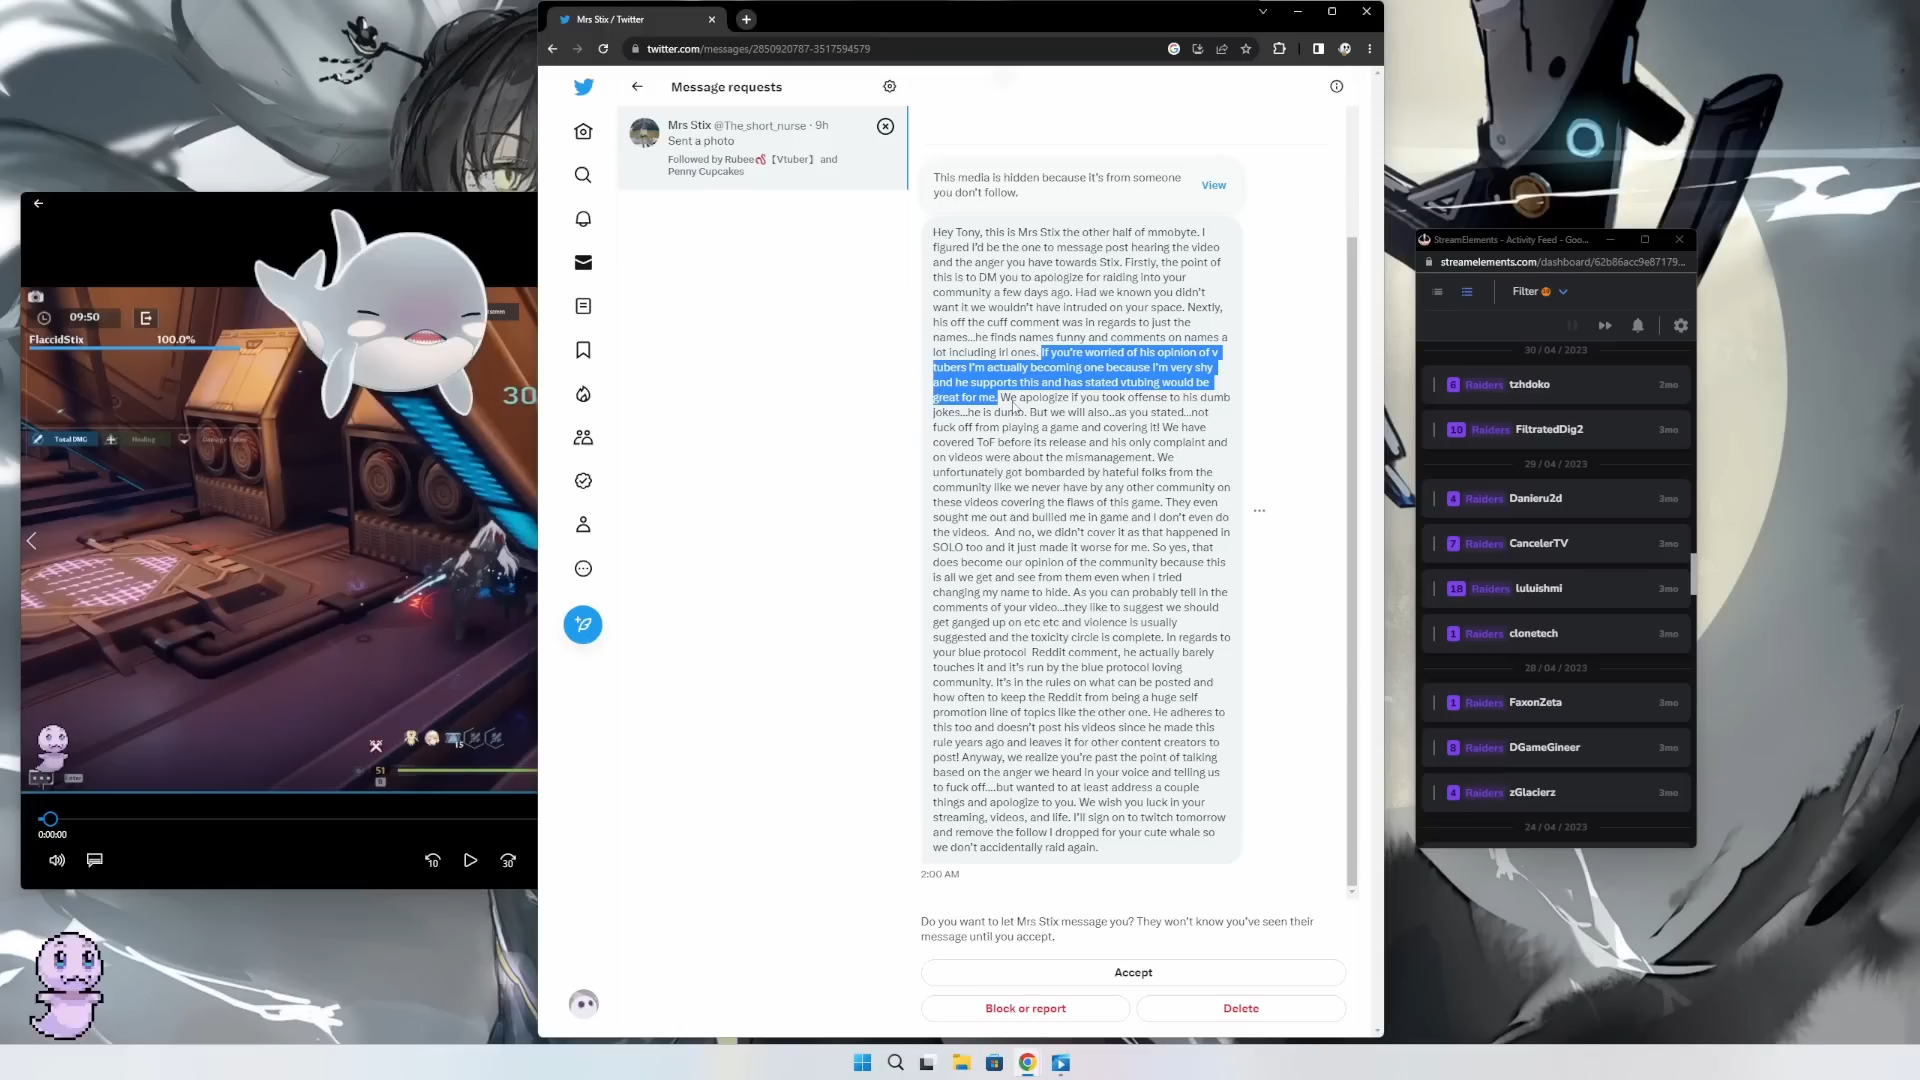 Mrs Stix / Twitter
twitter.com/messages/2850920787-3517594579
Message requests
Mrs Stix @The_short_nurse · 9h
Sent a photo
Followed by Rubee 【Vtuber】 and
Penny Cupcakes
This media is hidden because it's from someone
you don't follow.
View
Hey Tony, this is Mrs Stix the other half of mmobyte. I
figured I'd be the one to message post hearing the video
and the anger you have towards Stix. Firstly, the point of
this is to DM you to apologize for raiding into your
community a few days ago. Had we known you didn't
want it we wouldn't have intruded on your space. Nextly,
his off the cuff comment was in regards to just the
names...he finds names funny and comments on names a
lot including irl ones. If you're worried of his opinion of v
tubers I'm actually becoming one because I'm very shy
and he supports this and has stated vtubing would be
great for me. We apologize if you took offense to his dumb
jokes...he is dumb. But we will also..as you stated...not
fuck off from playing a game and covering it! We have
covered ToF before its release and his only complaint and
on videos were about the mismanagement. We
unfortunately got bombarded by hateful folks from the
community like we never have by any other community on
these videos covering the flaws of this game. They even
sought me out and bullied me in game and I don't even do
the videos.  And no, we didn't cover it as that happened in
SOLO too and it just made it worse for me. So yes, that
does become our opinion of the community because this
is all we get and see from them even when I tried
changing my name to hide. As you can probably tell in the
comments of your video...they like to suggest we should
get ganged up on etc etc and violence is usually
suggested and the toxicity circle is complete. In regards to
your blue protocol  Reddit comment, he actually barely
touches it and it's run by the blue protocol loving
community. It's in the rules on what can be posted and
how often to keep the Reddit from being a huge self
promotion line of topics like the other one. He adheres to
this too and doesn't post his videos since he made this
rule years ago and leaves it for other content creators to
post! Anyway, we realize you're past the point of talking
based on the anger we heard in your voice and telling us
to fuck off....but wanted to at least address a couple
things and apologize to you. We wish you luck in your
streaming, videos, and life. I'll sign on to twitch tomorrow
and remove the follow I dropped for your cute whale so
we don't accidentally raid again.
2:00 AM
Do you want to let Mrs Stix message you? They won't know you've seen their
message until you accept.
Accept
Block or report
Delete
09:50
FlaccidStix 100.0%
30
Total DMG
Healing
15
51
Enter
0:00:00
10
30
StreamElements - Activity Feed - Goo...
streamelements.com/dashboard/62b86acc9e87179...
Filter
30 / 04 / 2023
6 Raiders tzhdoko 2mo
10 Raiders FiltratedDig2 3mo
29 / 04 / 2023
4 Raiders Danieru2d 3mo
7 Raiders CancelerTV 3mo
18 Raiders luluishmi 3mo
1 Raiders clonetech 3mo
28 / 04 / 2023
1 Raiders FaxonZeta 3mo
8 Raiders DGameGineer 3mo
4 Raiders zGlacierz 3mo
24 / 04 / 2023